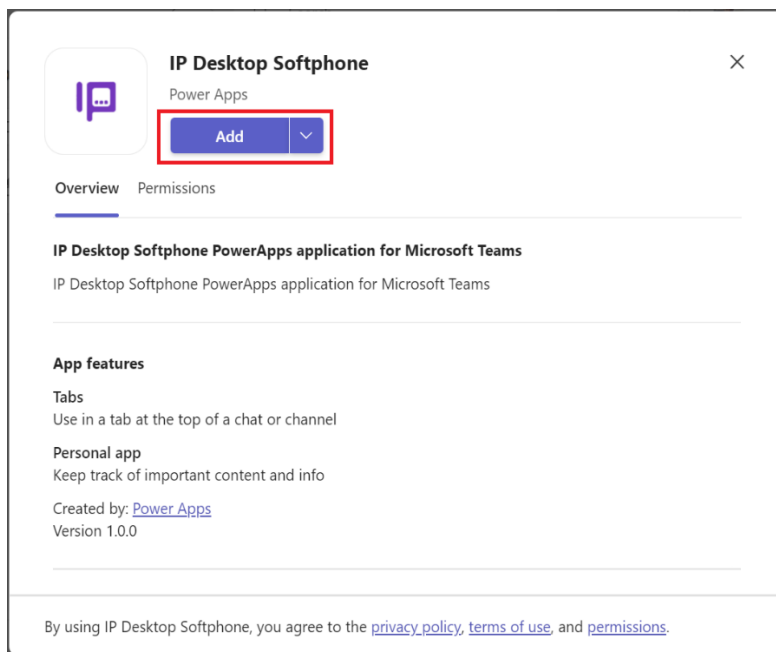 IP Desktop Softphone
Power Apps
Add
Overview Permissions
IP Desktop Softphone PowerApps application for Microsoft Teams
IP Desktop Softphone PowerApps application for Microsoft Teams
App features
Tabs
Use in a tab at the top of a chat or channel
Personal app
Keep track of important content and info
Created by: Power Apps
Version 1.0.0
By using IP Desktop Softphone, you agree to the privacy policy, terms of use, and permissions.